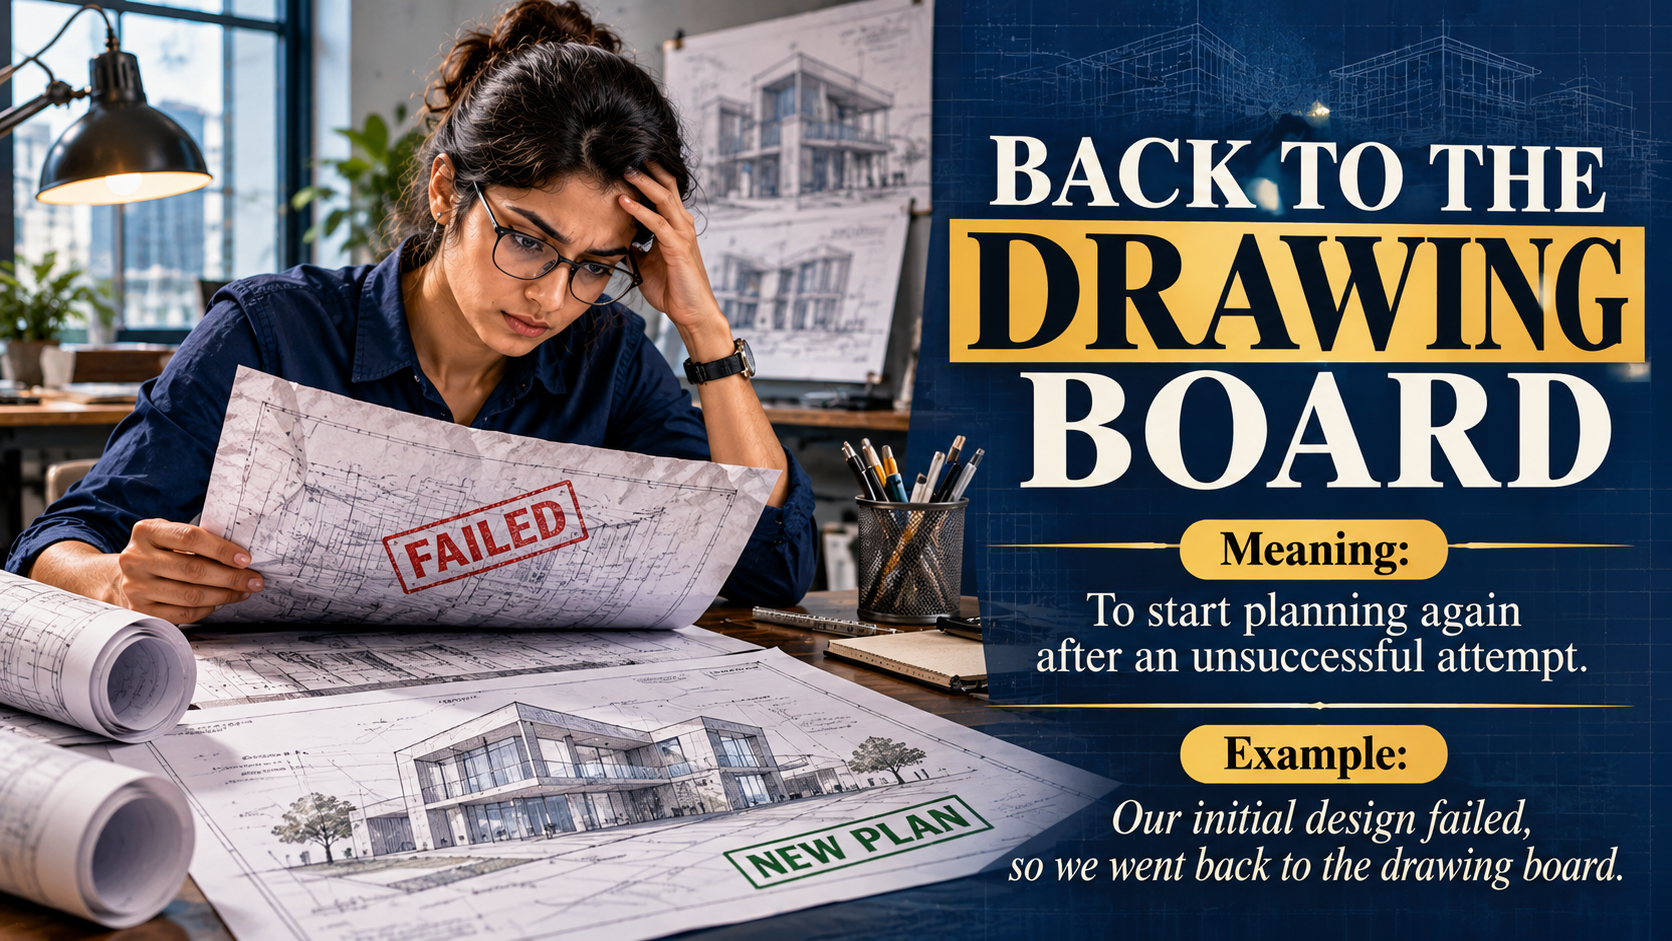 FAILED
NEW PLAN
BACK TO THE
DRAWING
BOARD
Meaning:
To start planning again
after an unsuccessful attempt.
Example:
Our initial design failed,
so we went back to the drawing board.